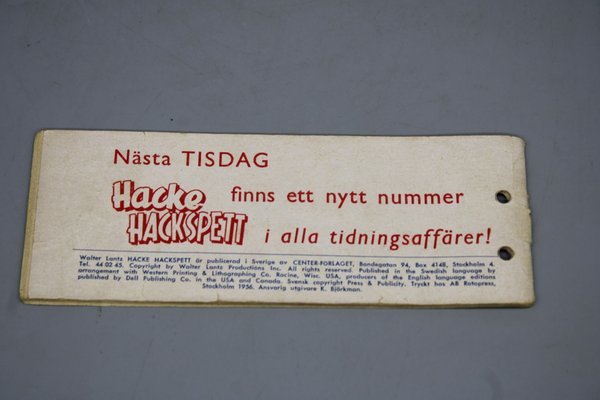 Nästa TISDAG
Hacke finns ett nytt nummer
HACKSPETT i alla tidningsaffärer!
Walter Lantz HACKE HACKSPETT är publicerad i Sverige av CENTER-FÖRLAGET, Bondegatan 94, Box 4148, Stockholm 4.
Tel. 44 02 45. Copyright by Walter Lantz Productions Inc. All rights reserved. Published in the Swedish language by
arrangement with Western Printing & Lithographing Co. Racine, Wisc. USA, producers of the English language editions
published by Dell Publishing Co. in the USA and Canada. Svensk copyright Press & Publicity. Tryckt hos AB Rotopress,
Stockholm 1956. Ansvarig utgivare K. Björkman.